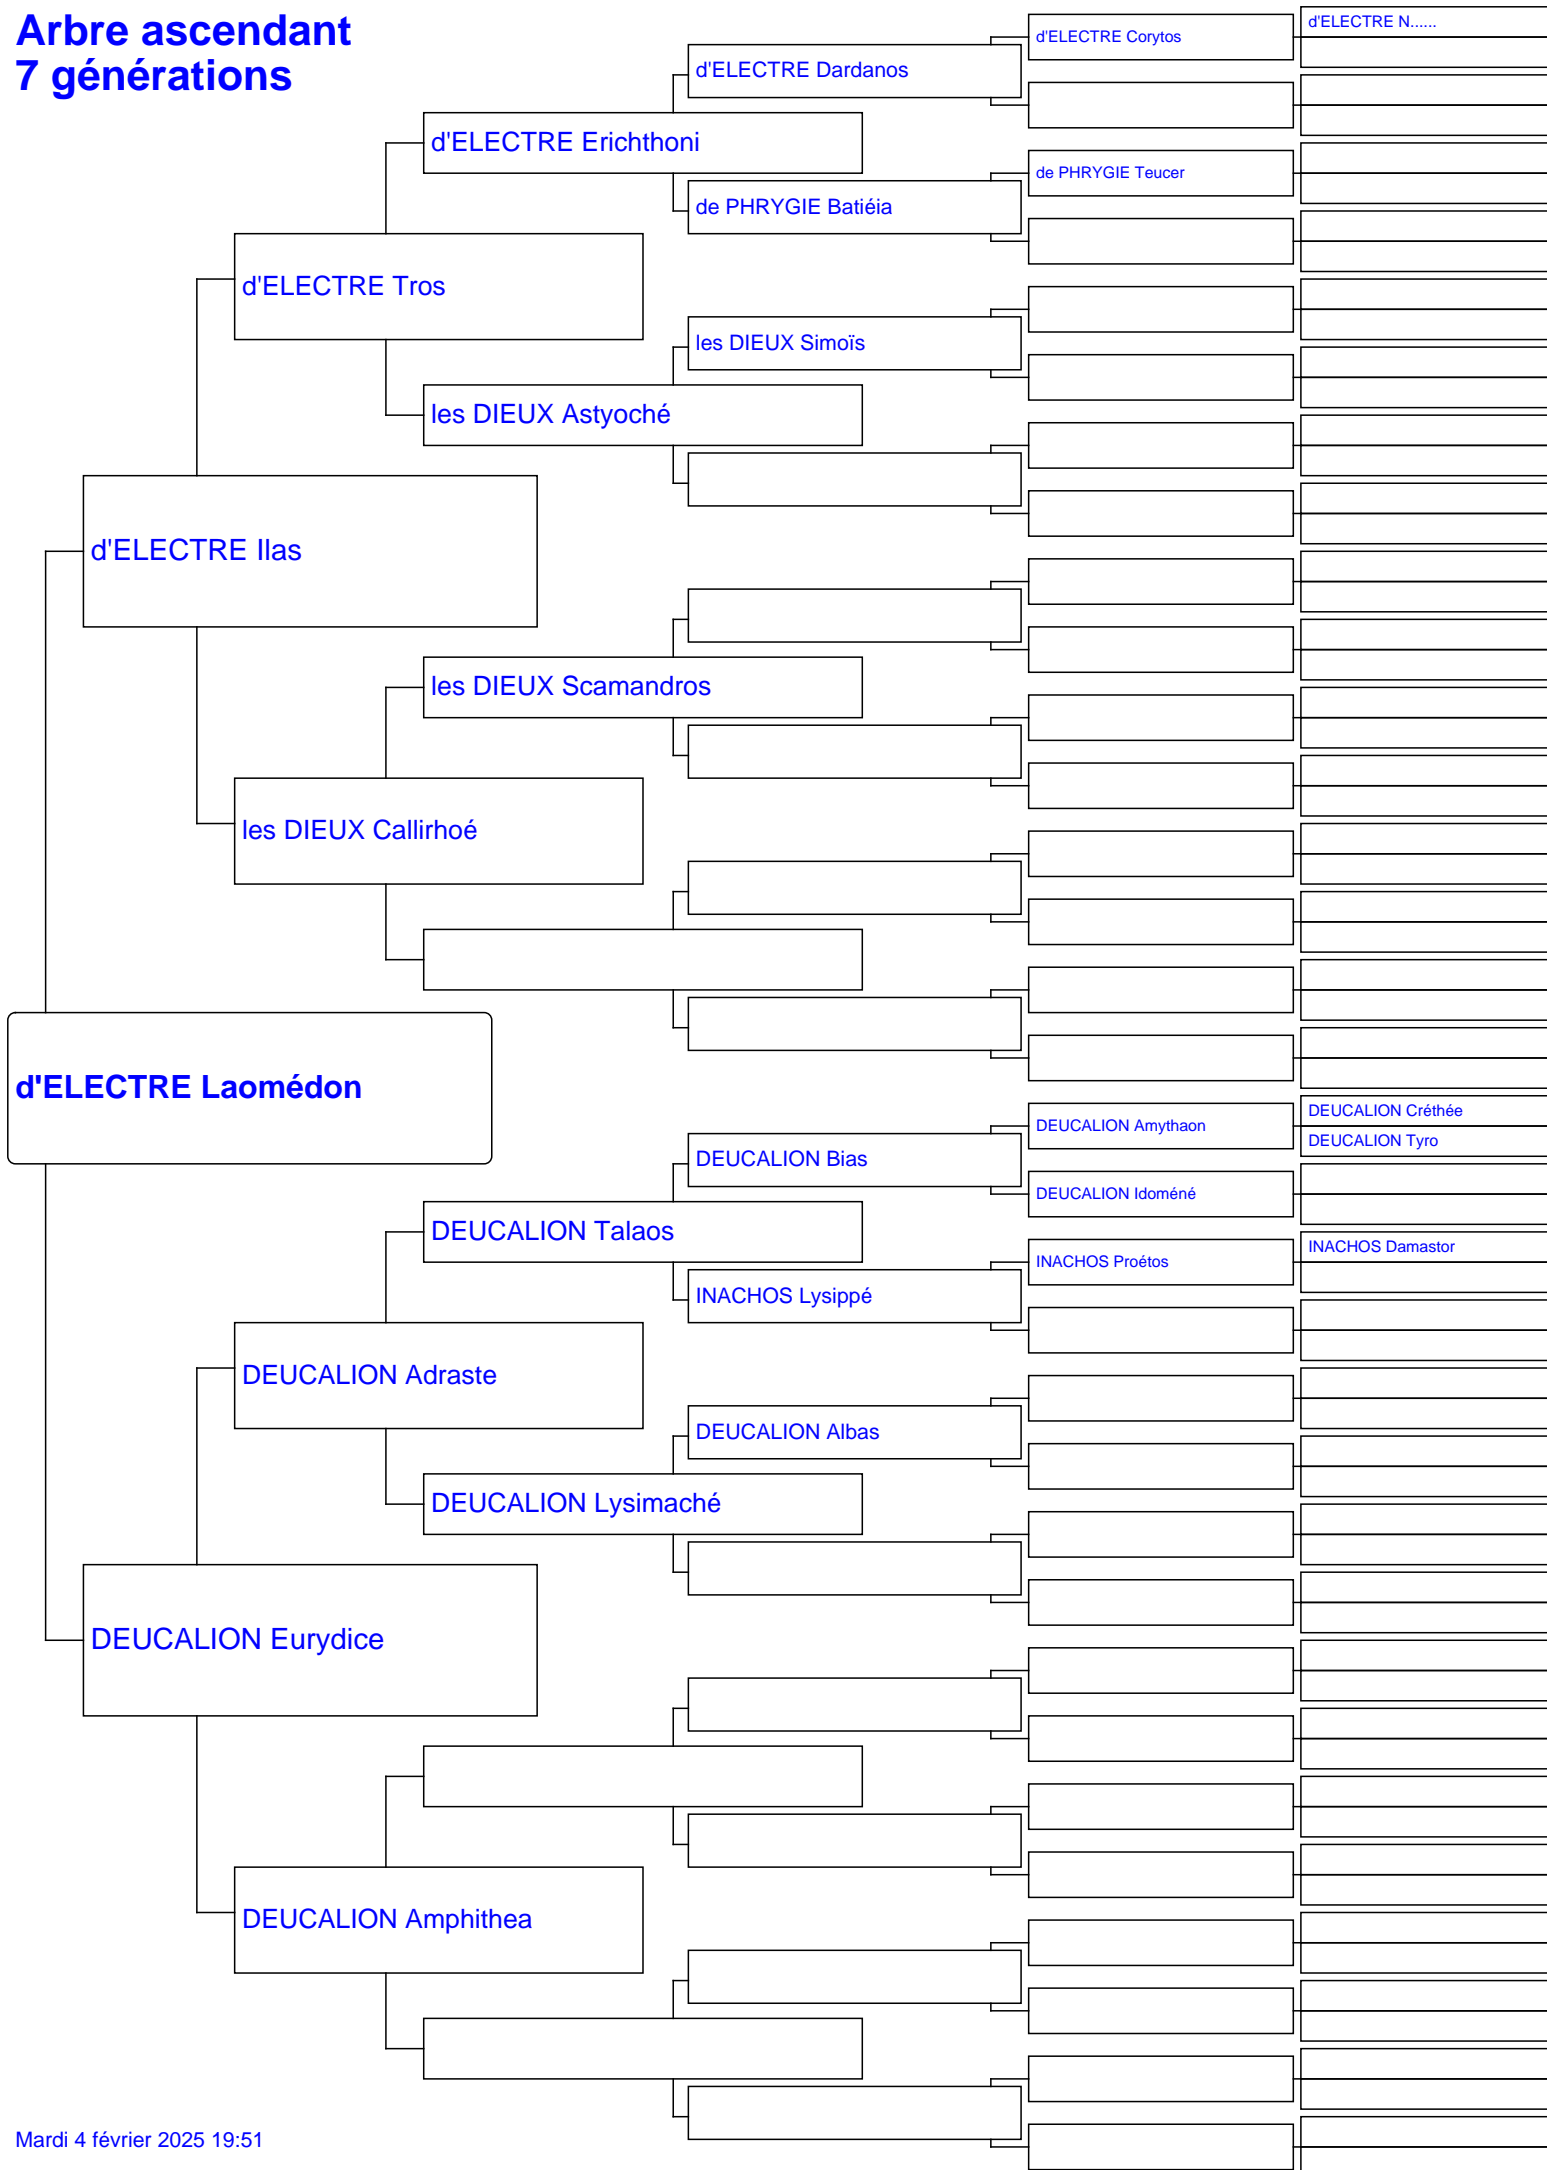 Arbre ascendant
7 générations
d'ELECTRE N......
d'ELECTRE Corytos
d'ELECTRE Dardanos
d'ELECTRE Erichthoni
de PHRYGIE Teucer
de PHRYGIE Batiéia
d'ELECTRE Tros
les DIEUX Simoïs
les DIEUX Astyoché
d'ELECTRE Ilas
les DIEUX Scamandros
les DIEUX Callirhoé
d'ELECTRE Laomédon
DEUCALION Créthée
DEUCALION Amythaon
DEUCALION Tyro
DEUCALION Bias
DEUCALION Idoméné
DEUCALION Talaos
INACHOS Damastor
INACHOS Proétos
INACHOS Lysippé
DEUCALION Adraste
DEUCALION Albas
DEUCALION Lysimaché
DEUCALION Eurydice
DEUCALION Amphithea
Mardi 4 février 2025 19:51